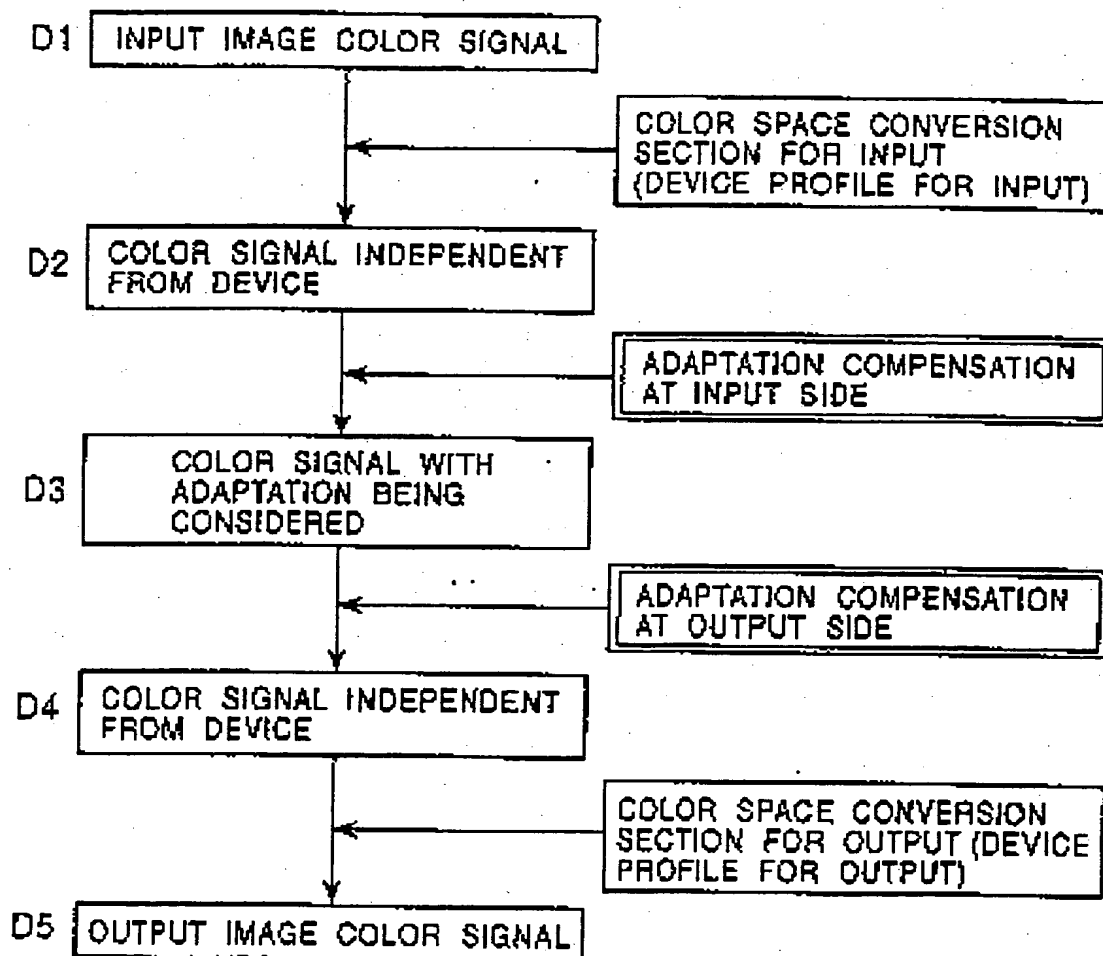 D1 INPUT IMAGE COLOR SIGNAL
COLOR SPACE CONVERSION
SECTION FOR INPUT
(DEVICE PROFILE FOR INPUT)
D2
COLOR SIGNAL INDEPENDENT
FROM DEVICE
ADAPTATION COMPENSATION
AT INPUT SIDE
D3
COLOR SIGNAL WITH
ADAPTATION BEING
CONSIDERED
ADAPTATION COMPENSATION
AT OUTPUT SIDE
D4
COLOR SIGNAL INDEPENDENT
FROM DEVICE
COLOR SPACE CONVERSION
SECTION FOR OUTPUT (DEVICE
PROFILE FOR OUTPUT)
D5 OUTPUT IMAGE COLOR SIGNAL